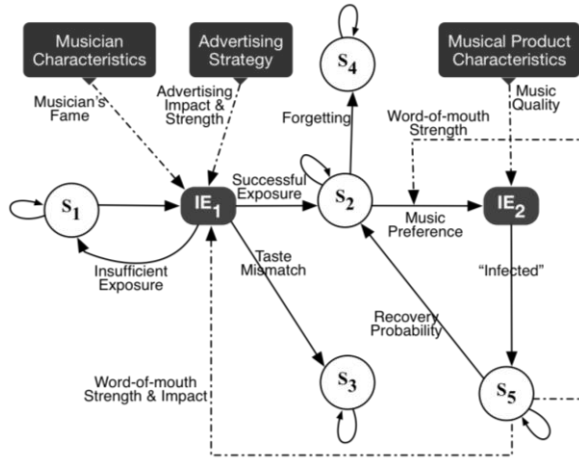 Musician
Characteristics
Advertising
Strategy
S4
Musical Product
Characteristics
Musician's
Fame
Advertising
Impact &
Strength
Forgetting
Word-of-mouth
Strength
Music
Quality
S1
IE1
Successful
Exposure
S2
Music
Preference
IE2
Insufficient
Exposure
Taste
Mismatch
"Infected"
Recovery
Probability
Word-of-mouth
Strength & Impact
S3
S5